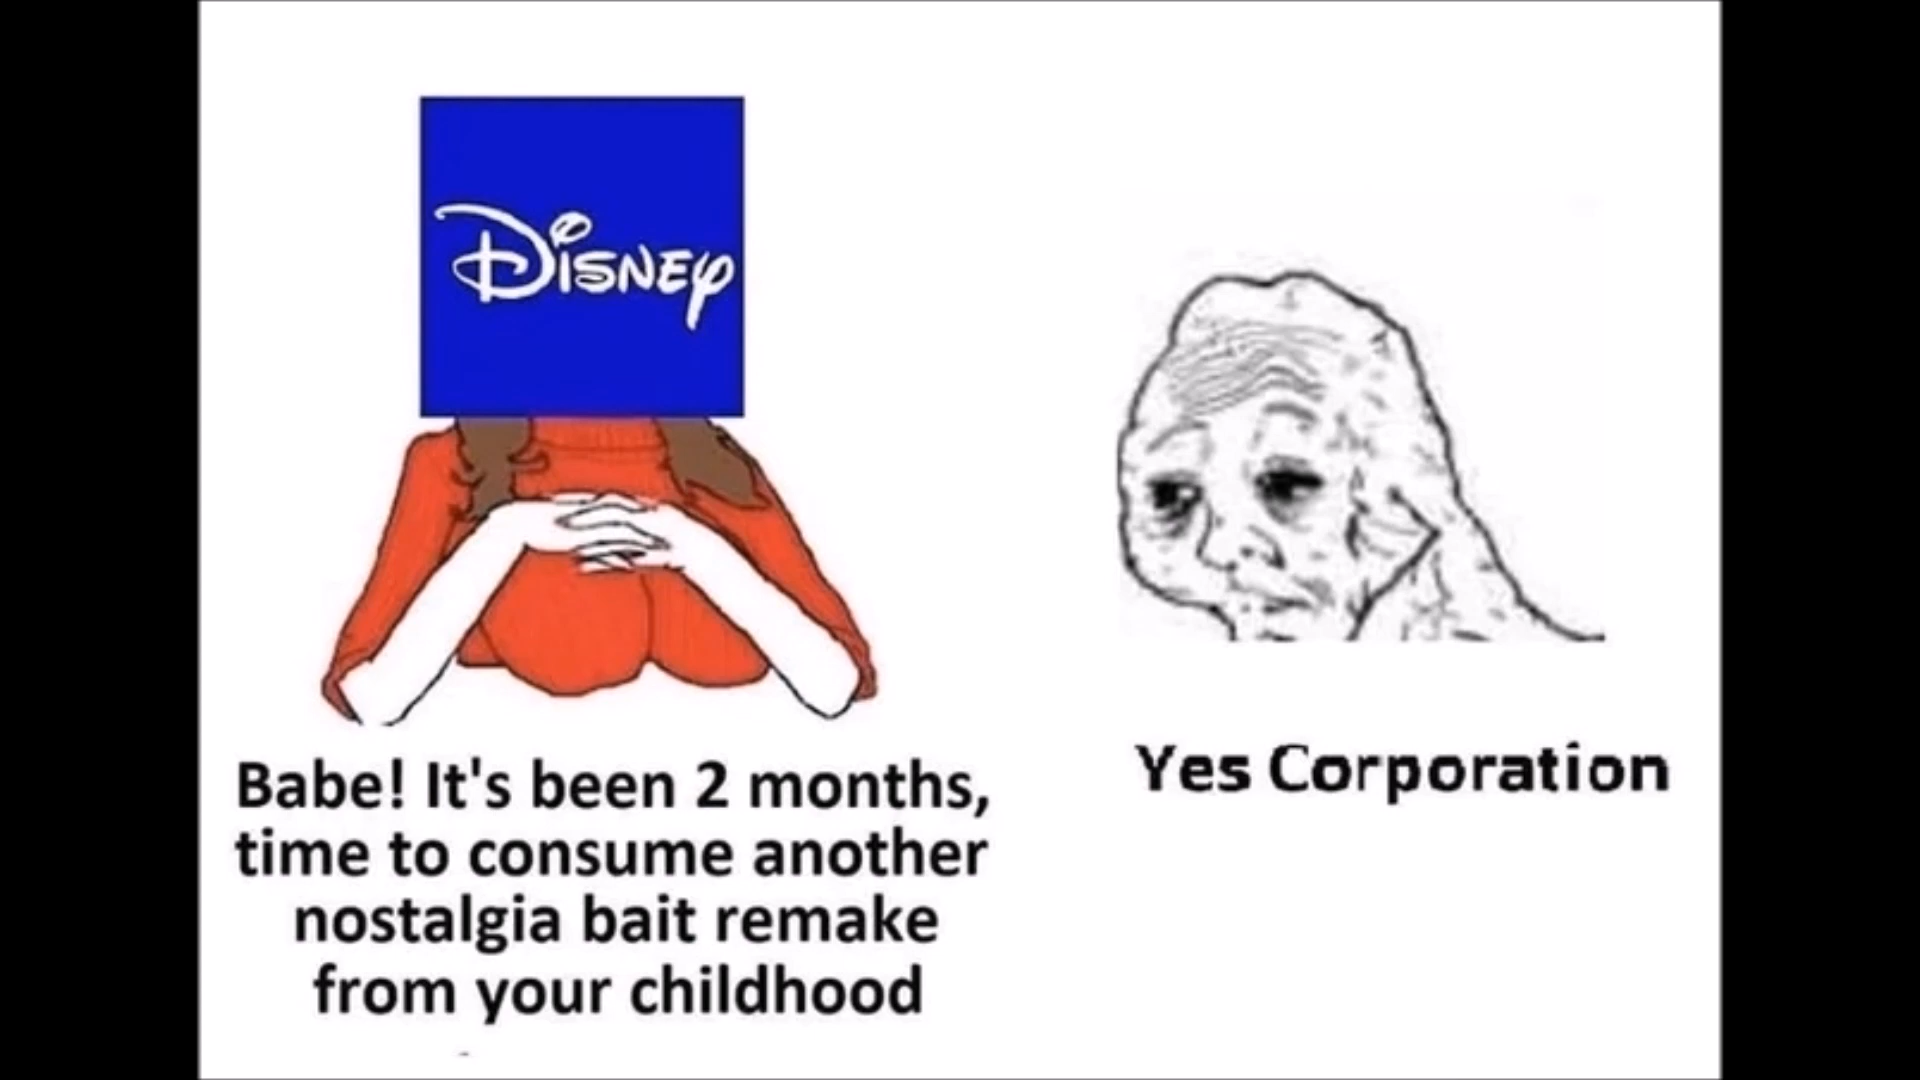 Disney
Babe! It's been 2 months,
time to consume another
nostalgia bait remake
from your childhood
Yes Corporation